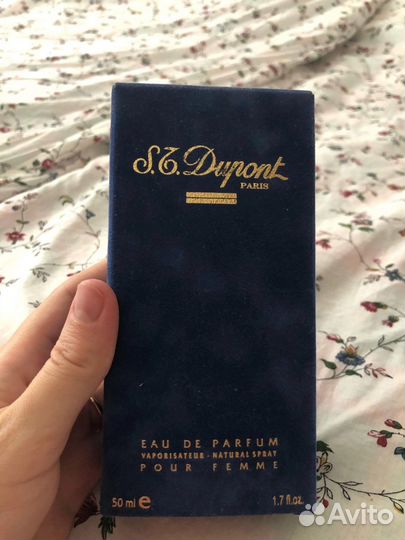 S.T. Dupont
PARIS
EAU DE PARFUM
VAPORISATEUR - NATURAL SPRAY
POUR FEMME
50 ml e 1.7 fl.oz.
Avito